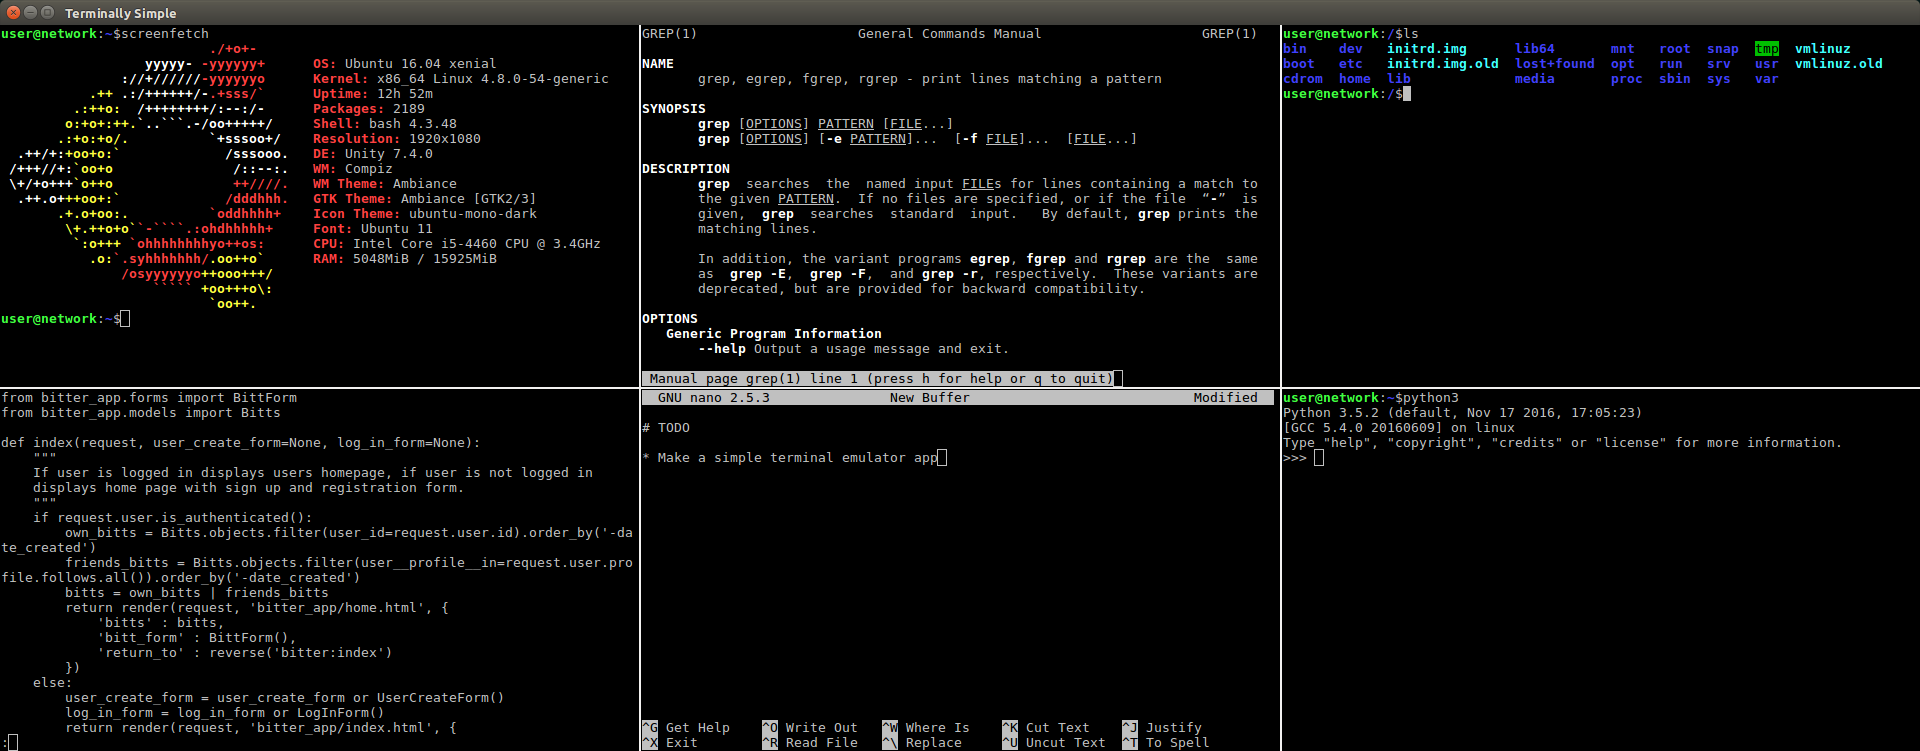 Terminally Simple
user@network:~$screenfetch
./+o+-
yyyyy- -yyyyyy+ OS: Ubuntu 16.04 xenial
://+//////-yyyyyyo Kernel: x86_64 Linux 4.8.0-54-generic
.++ .:/++++++/-.+sss/` Uptime: 12h 52m
.:++o: /++++++++/:--:/- Packages: 2189
o:+o+:++.`..```.-/oo+++++/ Shell: bash 4.3.48
.:+o:+o/. `+sssoo+/ Resolution: 1920x1080
.++/+:+oo+o:` /sssooo. DE: Unity 7.4.0
/+++//+:`oo+o /::--:. WM: Compiz
\+/+o+++`o++o ++////. WM Theme: Ambiance
.++.o+++oo+:` /dddhhh. GTK Theme: Ambiance [GTK2/3]
.+.o+oo:. `oddhhhh+ Icon Theme: ubuntu-mono-dark
\+.++o+o``-````.:ohdhhhhh+ Font: Ubuntu 11
`:o+++ `ohhhhhhhhyo++os: CPU: Intel Core i5-4460 CPU @ 3.4GHz
.o:`.syhhhhhhh/.oo++o` RAM: 5048MiB / 15925MiB
/osyyyyyyo++ooo+++/
````` +oo+++o\:
`oo++.
user@network:~$
GREP(1) General Commands Manual GREP(1)
NAME
grep, egrep, fgrep, rgrep - print lines matching a pattern
SYNOPSIS
grep [OPTIONS] PATTERN [FILE...]
grep [OPTIONS] [-e PATTERN]... [-f FILE]... [FILE...]
DESCRIPTION
grep searches the named input FILEs for lines containing a match to
the given PATTERN. If no files are specified, or if the file “-” is
given, grep searches standard input. By default, grep prints the
matching lines.
In addition, the variant programs egrep, fgrep and rgrep are the same
as grep -E, grep -F, and grep -r, respectively. These variants are
deprecated, but are provided for backward compatibility.
OPTIONS
Generic Program Information
--help Output a usage message and exit.
Manual page grep(1) line 1 (press h for help or q to quit)
user@network:/$ls
bin dev initrd.img lib64 mnt root snap tmp vmlinuz
boot etc initrd.img.old lost+found opt run srv usr vmlinuz.old
cdrom home lib media proc sbin sys var
user@network:/$
from bitter_app.forms import BittForm
from bitter_app.models import Bitts
def index(request, user_create_form=None, log_in_form=None):
"""
If user is logged in displays users homepage, if user is not logged in
displays home page with sign up and registration form.
"""
if request.user.is_authenticated():
own_bitts = Bitts.objects.filter(user_id=request.user.id).order_by('-da
te_created')
friends_bitts = Bitts.objects.filter(user__profile__in=request.user.pro
file.follows.all()).order_by('-date_created')
bitts = own_bitts | friends_bitts
return render(request, 'bitter_app/home.html', {
'bitts' : bitts,
'bitt_form' : BittForm(),
'return_to' : reverse('bitter:index')
})
else:
user_create_form = user_create_form or UserCreateForm()
log_in_form = log_in_form or LogInForm()
return render(request, 'bitter_app/index.html', {
:
GNU nano 2.5.3 New Buffer Modified
# TODO
* Make a simple terminal emulator app
^G Get Help ^O Write Out ^W Where Is ^K Cut Text ^J Justify
^X Exit ^R Read File ^\ Replace ^U Uncut Text ^T To Spell
user@network:~$python3
Python 3.5.2 (default, Nov 17 2016, 17:05:23)
[GCC 5.4.0 20160609] on linux
Type "help", "copyright", "credits" or "license" for more information.
>>>